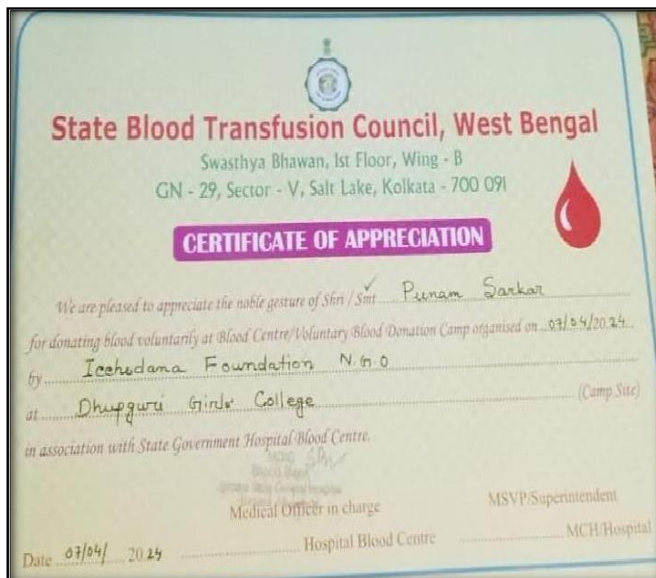 State Blood Transfusion Council, West Bengal
Swasthya Bhawan, Ist Floor, Wing - B
GN - 29, Sector - V, Salt Lake, Kolkata - 700 091
CERTIFICATE OF APPRECIATION
We are pleased to appreciate the noble gesture of Shri / Smt ✓ Punam Sarkar
for donating blood voluntarily at Blood Centre/Voluntary Blood Donation Camp organised on 07/04/2024
by Icchedana Foundation N.G.O
at Dhupguri Girls' College (Camp Site)
in association with State Government Hospital Blood Centre.
Blood Bank
Medical Officer in charge MSVP/Superintendent
Date 07/04/ 2024 Hospital Blood Centre MCH/Hospital